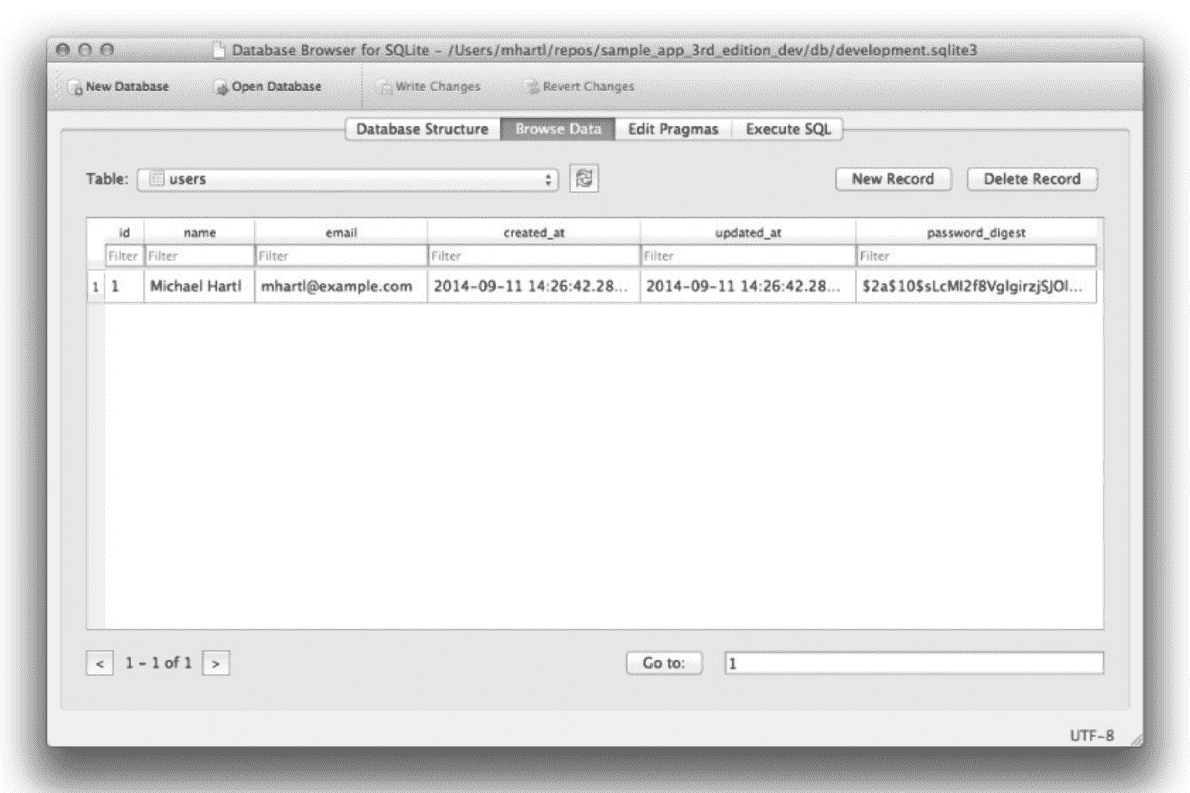 Database Browser for SQLite – /Users/mhartl/repos/sample_app_3rd_edition_dev/db/development.sqlite3
New Database Open Database Write Changes Revert Changes
Database Structure Browse Data Edit Pragmas Execute SQL
Table: users New Record Delete Record
id name email created_at updated_at password_digest
Filter Filter Filter Filter Filter Filter
1 1 Michael Hartl mhartl@example.com 2014-09-11 14:26:42.28... 2014-09-11 14:26:42.28... $2a$10$sLcMI2f8VglgirzjSJOl...
< 1 – 1 of 1 > Go to: 1
UTF-8